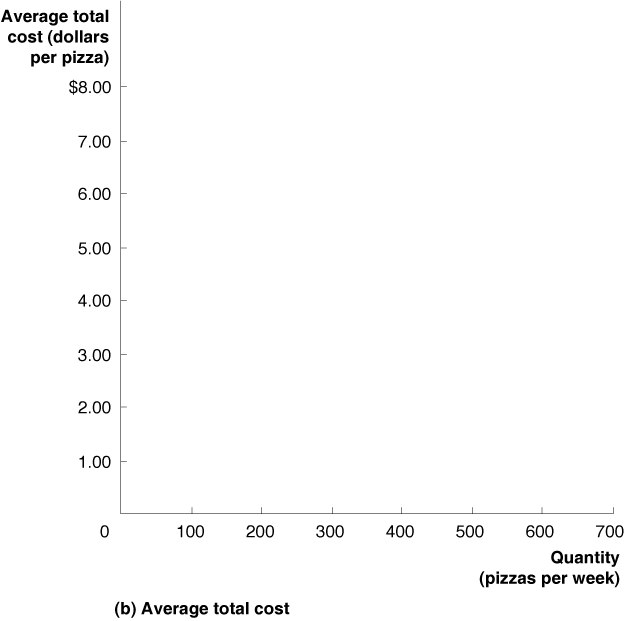 Average total
cost (dollars
per pizza)
$8.00
7.00
6.00
5.00
4.00
3.00
2.00
1.00
0 100 200 300 400 500 600 700
Quantity
(pizzas per week)
(b) Average total cost